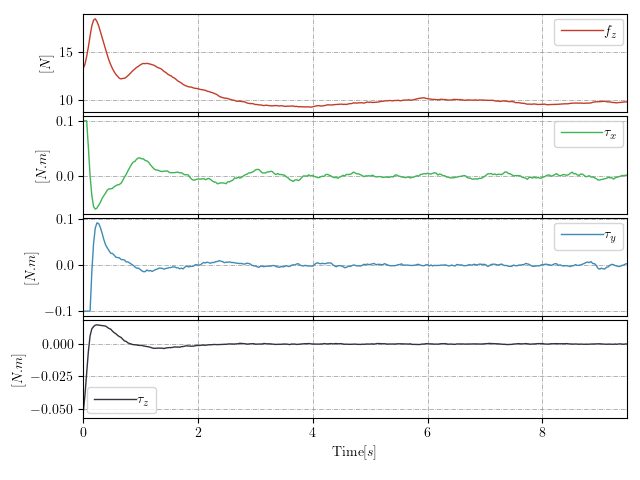 f_z
[N]
15
10
τ_x
[N.m]
0.1
0.0
τ_y
[N.m]
0.1
0.0
−0.1
[N.m]
0.000
−0.025
−0.050
τ_z
0 2 4 6 8
Time[s]